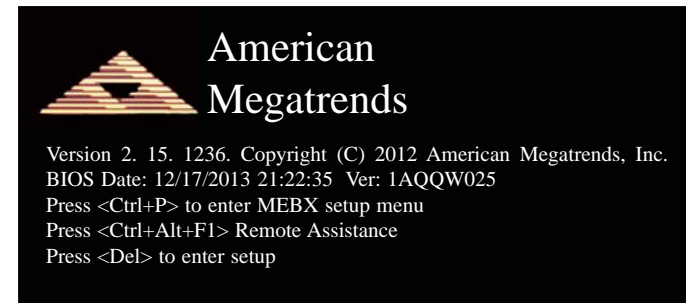 American
Megatrends
Version 2. 15. 1236. Copyright (C) 2012 American Megatrends, Inc.
BIOS Date: 12/17/2013 21:22:35 Ver: 1AQQW025
Press <Ctrl+P> to enter MEBX setup menu
Press <Ctrl+Alt+F1> Remote Assistance
Press <Del> to enter setup